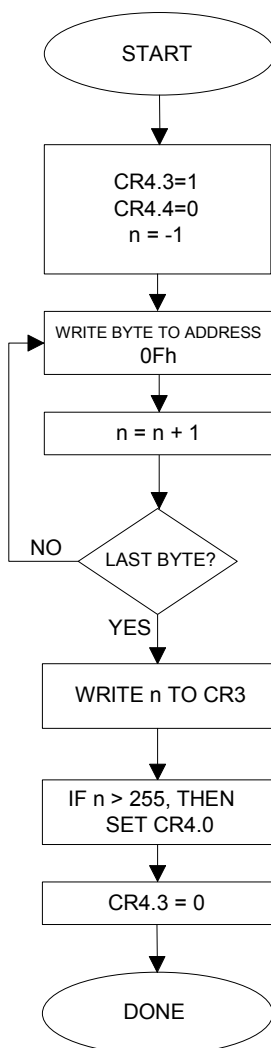 START
CR4.3=1
CR4.4=0
n = -1
WRITE BYTE TO ADDRESS
0Fh
n = n + 1
LAST BYTE?
NO
YES
WRITE n TO CR3
IF n > 255, THEN
SET CR4.0
CR4.3 = 0
DONE